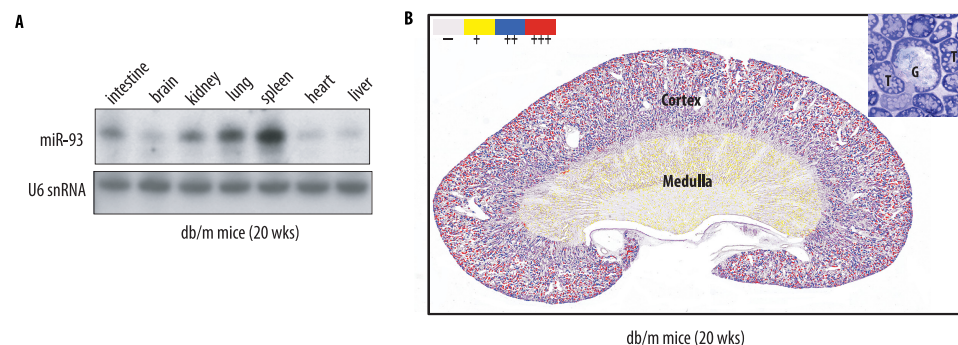 A
intestine
brain
kidney
lung
spleen
heart
liver
miR-93
U6 snRNA
db/m mice (20 wks)
B
– + ++ +++
Cortex
Medulla
T G T
db/m mice (20 wks)